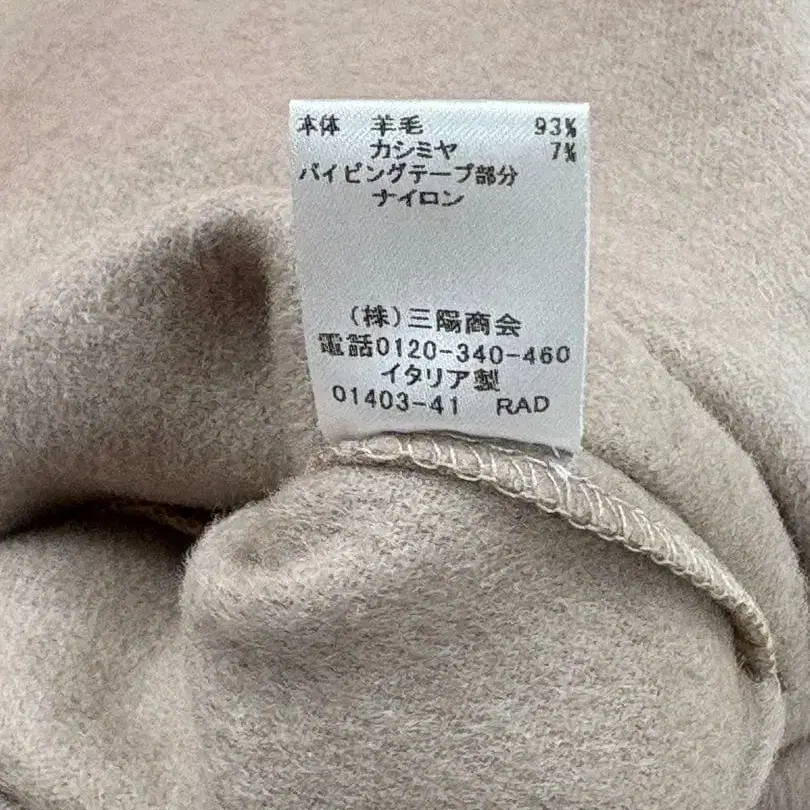 本体 羊毛 93%
カシミヤ 7%
パイピングテープ部分
ナイロン
(株)三陽商会
電話0120-340-460
イタリア製
01403-41 RAD